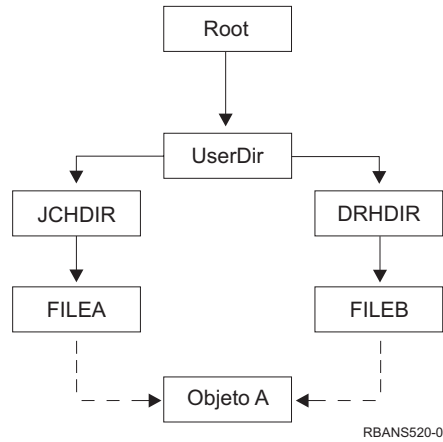 Root
UserDir
JCHDIR
DRHDIR
FILEA
FILEB
Objeto A
RBANS520-0